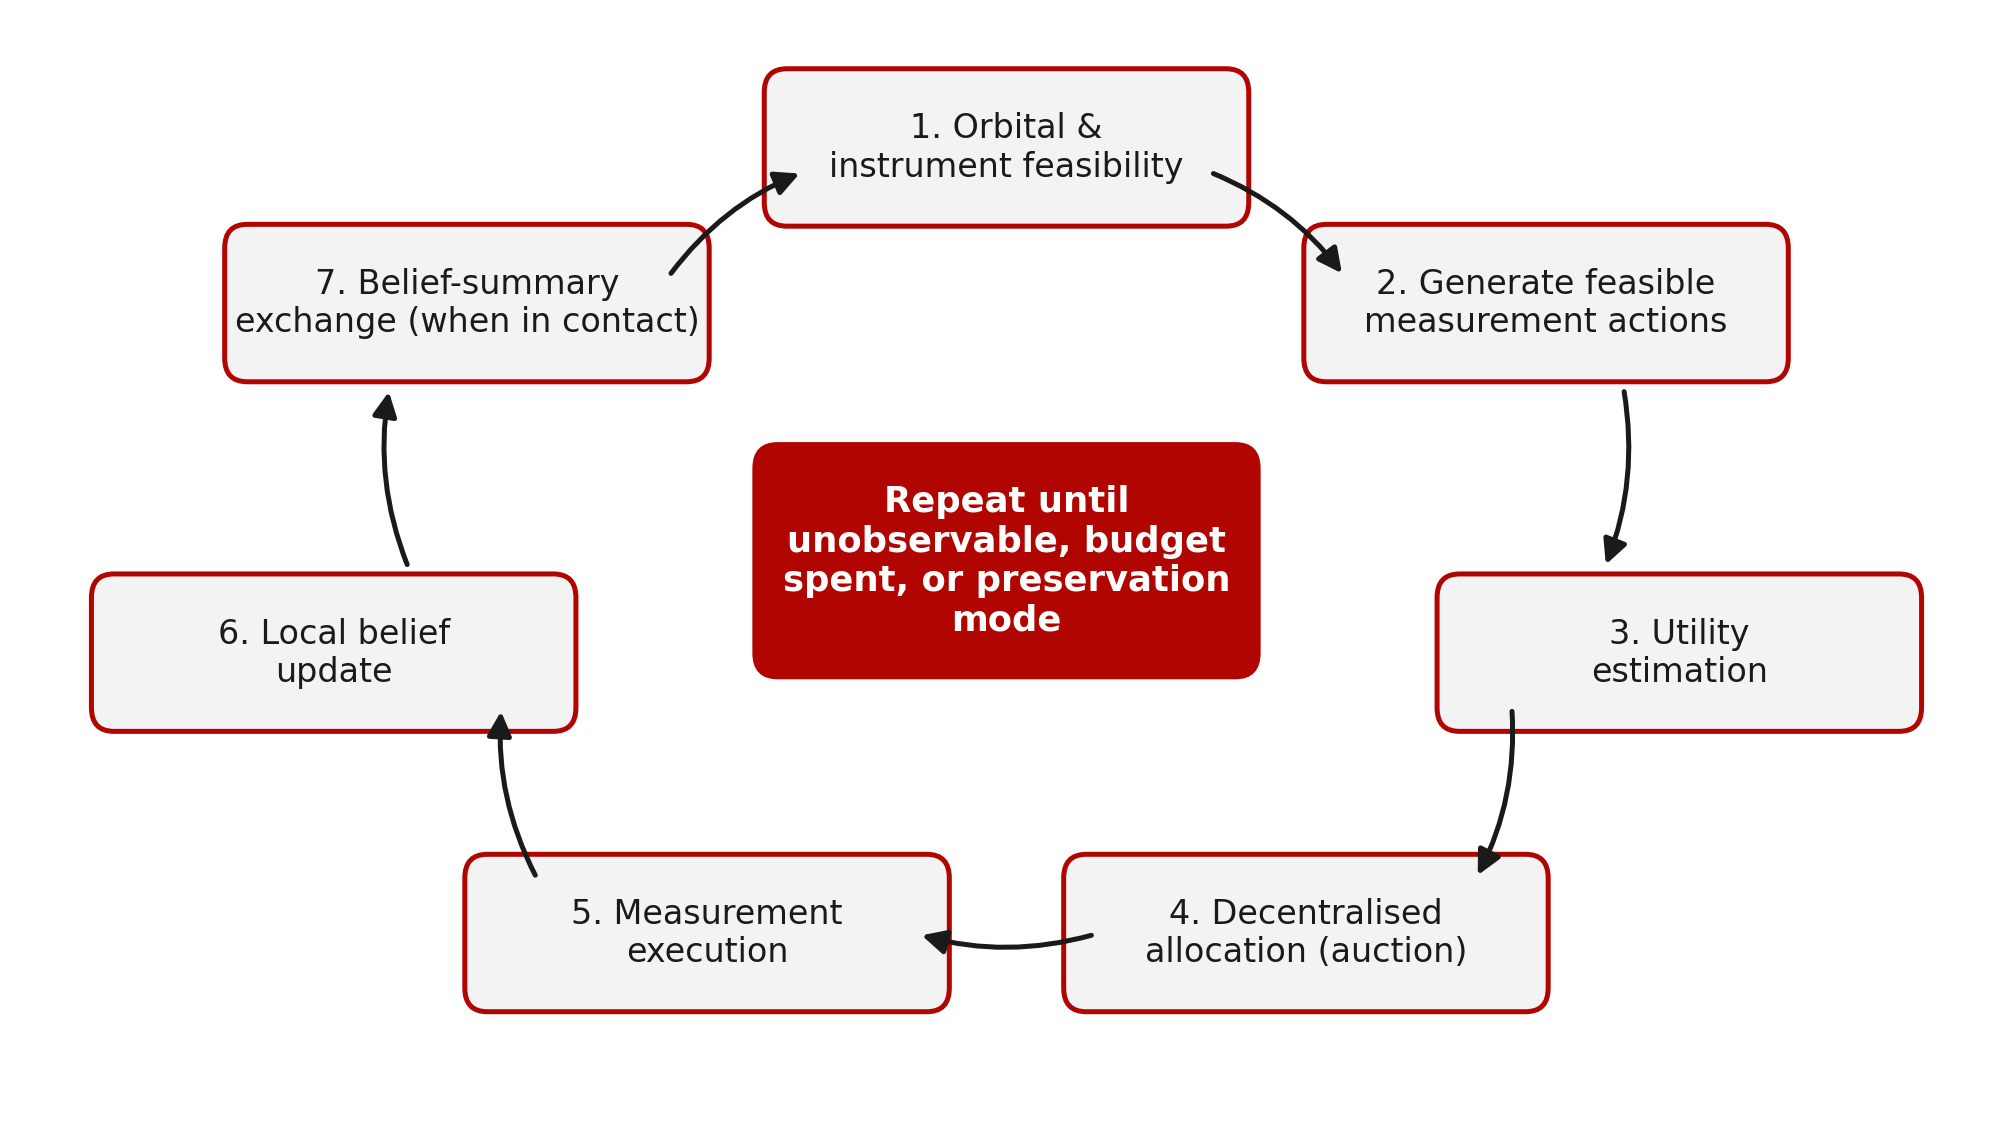 1. Orbital &
instrument feasibility
2. Generate feasible
measurement actions
3. Utility
estimation
4. Decentralised
allocation (auction)
5. Measurement
execution
6. Local belief
update
7. Belief-summary
exchange (when in contact)
Repeat until
unobservable, budget
spent, or preservation
mode